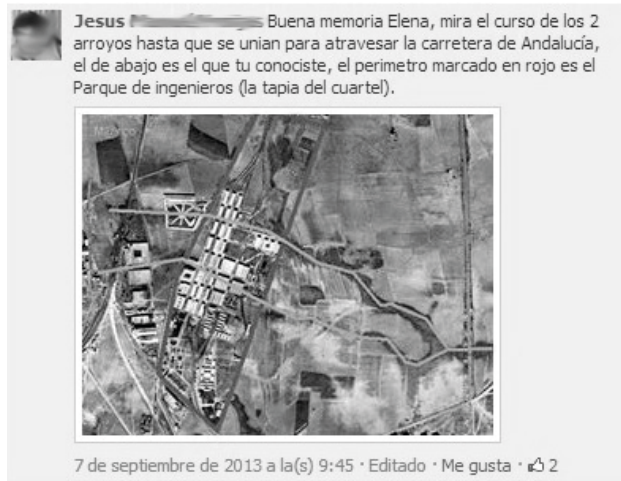 Jesus Buena memoria Elena, mira el curso de los 2
arroyos hasta que se unian para atravesar la carretera de Andalucía,
el de abajo es el que tu conociste, el perimetro marcado en rojo es el
Parque de ingenieros (la tapia del cuartel).
7 de septiembre de 2013 a la(s) 9:45 · Editado · Me gusta · 2